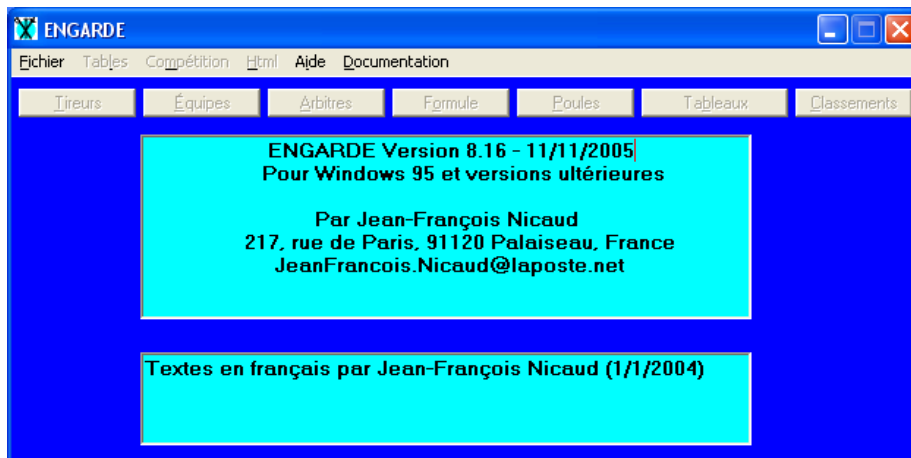 ENGARDE
Fichier Tables Compétition Html Aide Documentation
Tireurs Équipes Arbitres Formule Poules Tableaux Classements
ENGARDE Version 8.16 - 11/11/2005
Pour Windows 95 et versions ultérieures
Par Jean-François Nicaud
217, rue de Paris, 91120 Palaiseau, France
JeanFrancois.Nicaud@laposte.net
Textes en français par Jean-François Nicaud (1/1/2004)